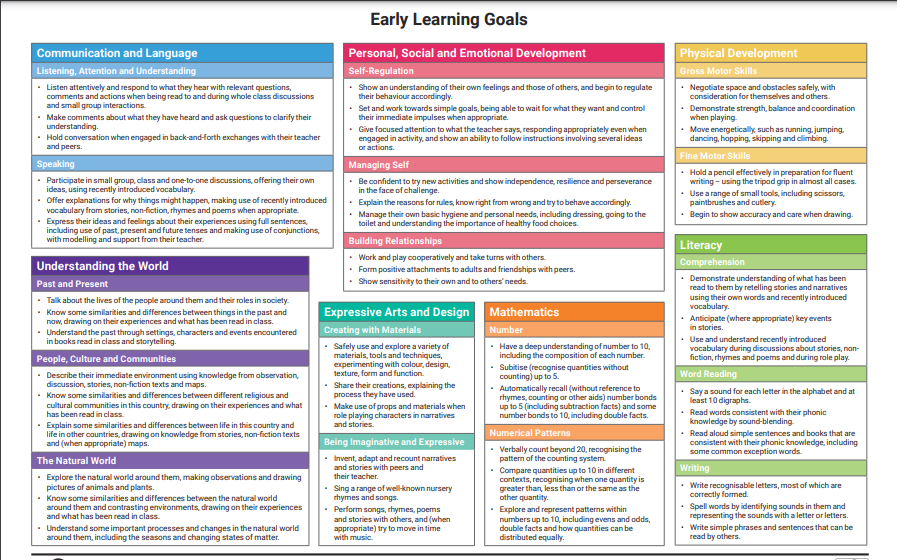 Early Learning Goals
Communication and Language
Listening, Attention and Understanding
• Listen attentively and respond to what they hear with relevant questions,
comments and actions when being read to and during whole class discussions
and small group interactions.
• Make comments about what they have heard and ask questions to clarify their
understanding.
• Hold conversation when engaged in back-and-forth exchanges with their teacher
and peers.
Speaking
• Participate in small group, class and one-to-one discussions, offering their own
ideas, using recently introduced vocabulary.
• Offer explanations for why things might happen, making use of recently introduced
vocabulary from stories, non-fiction, rhymes and poems when appropriate.
• Express their ideas and feelings about their experiences using full sentences,
including use of past, present and future tenses and making use of conjunctions,
with modelling and support from their teacher.
Personal, Social and Emotional Development
Self-Regulation
• Show an understanding of their own feelings and those of others, and begin to regulate
their behaviour accordingly.
• Set and work towards simple goals, being able to wait for what they want and control
their immediate impulses when appropriate.
• Give focused attention to what the teacher says, responding appropriately even when
engaged in activity, and show an ability to follow instructions involving several ideas
or actions.
Managing Self
• Be confident to try new activities and show independence, resilience and perseverance
in the face of challenge.
• Explain the reasons for rules, know right from wrong and try to behave accordingly.
• Manage their own basic hygiene and personal needs, including dressing, going to the
toilet and understanding the importance of healthy food choices.
Building Relationships
• Work and play cooperatively and take turns with others.
• Form positive attachments to adults and friendships with peers.
• Show sensitivity to their own and to others' needs.
Physical Development
Gross Motor Skills
• Negotiate space and obstacles safely, with
consideration for themselves and others.
• Demonstrate strength, balance and coordination
when playing.
• Move energetically, such as running, jumping,
dancing, hopping, skipping and climbing.
Fine Motor Skills
• Hold a pencil effectively in preparation for fluent
writing – using the tripod grip in almost all cases.
• Use a range of small tools, including scissors,
paintbrushes and cutlery.
• Begin to show accuracy and care when drawing.
Understanding the World
Past and Present
• Talk about the lives of the people around them and their roles in society.
• Know some similarities and differences between things in the past and
now, drawing on their experiences and what has been read in class.
• Understand the past through settings, characters and events encountered
in books read in class and storytelling.
People, Culture and Communities
• Describe their immediate environment using knowledge from observation,
discussion, stories, non-fiction texts and maps.
• Know some similarities and differences between different religious and
cultural communities in this country, drawing on their experiences and what
has been read in class.
• Explain some similarities and differences between life in this country and
life in other countries, drawing on knowledge from stories, non-fiction texts
and (when appropriate) maps.
The Natural World
• Explore the natural world around them, making observations and drawing
pictures of animals and plants.
• Know some similarities and differences between the natural world
around them and contrasting environments, drawing on their experiences
and what has been read in class.
• Understand some important processes and changes in the natural world
around them, including the seasons and changing states of matter.
Expressive Arts and Design
Creating with Materials
• Safely use and explore a variety of
materials, tools and techniques,
experimenting with colour, design,
texture, form and function.
• Share their creations, explaining the
process they have used.
• Make use of props and materials when
role playing characters in narratives
and stories.
Being Imaginative and Expressive
• Invent, adapt and recount narratives
and stories with peers and
their teacher.
• Sing a range of well-known nursery
rhymes and songs.
• Perform songs, rhymes, poems
and stories with others, and (when
appropriate) try to move in time
with music.
Mathematics
Number
• Have a deep understanding of number to 10,
including the composition of each number.
• Subitise (recognise quantities without
counting) up to 5.
• Automatically recall (without reference to
rhymes, counting or other aids) number bonds
up to 5 (including subtraction facts) and some
number bonds to 10, including double facts.
Numerical Patterns
• Verbally count beyond 20, recognising the
pattern of the counting system.
• Compare quantities up to 10 in different
contexts, recognising when one quantity is
greater than, less than or the same as the
other quantity.
• Explore and represent patterns within
numbers up to 10, including evens and odds,
double facts and how quantities can be
distributed equally.
Literacy
Comprehension
• Demonstrate understanding of what has been
read to them by retelling stories and narratives
using their own words and recently introduced
vocabulary.
• Anticipate (where appropriate) key events
in stories.
• Use and understand recently introduced
vocabulary during discussions about stories, non-
fiction, rhymes and poems and during role play.
Word Reading
• Say a sound for each letter in the alphabet and at
least 10 digraphs.
• Read words consistent with their phonic
knowledge by sound-blending.
• Read aloud simple sentences and books that are
consistent with their phonic knowledge, including
some common exception words.
Writing
• Write recognisable letters, most of which are
correctly formed.
• Spell words by identifying sounds in them and
representing the sounds with a letter or letters.
• Write simple phrases and sentences that can be
read by others.